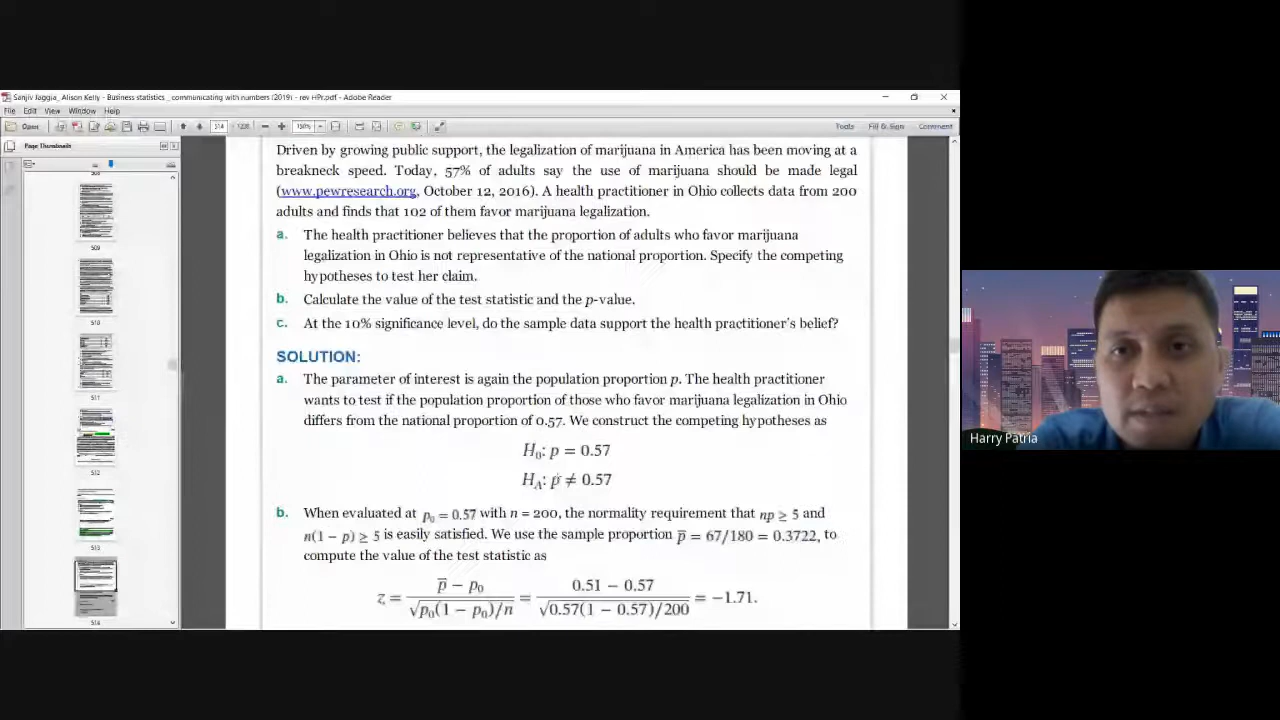 Sanjiv Jaggia_ Alison Kelly - Business statistics _ communicating with numbers (2019) - rev HPr.pdf - Adobe Reader
File Edit View Window Help
Open 514 150% Tools Fill & Sign Comment
Page Thumbnails
509
510
511
512
513
514
Driven by growing public support, the legalization of marijuana in America has been moving at a
breakneck speed. Today, 57% of adults say the use of marijuana should be made legal
(www.pewresearch.org, October 12, 2016). A health practitioner in Ohio collects data from 200
adults and finds that 102 of them favor marijuana legalization.
a. The health practitioner believes that the proportion of adults who favor marijuana
legalization in Ohio is not representative of the national proportion. Specify the competing
hypotheses to test her claim.
b. Calculate the value of the test statistic and the p-value.
c. At the 10% significance level, do the sample data support the health practitioner's belief?
SOLUTION:
a. The parameter of interest is again the population proportion p. The health practitioner
wants to test if the population proportion of those who favor marijuana legalization in Ohio
differs from the national proportion of 0.57. We construct the competing hypotheses as
H₀: p = 0.57
H_A: p ≠ 0.57
b. When evaluated at p₀ = 0.57 with n = 200, the normality requirement that np ≥ 5 and
n(1 − p) ≥ 5 is easily satisfied. We use the sample proportion p̅ = 67/180 = 0.3722, to
compute the value of the test statistic as
z = (p̅ − p₀) / √p₀(1 − p₀)/n = (0.51 − 0.57) / √0.57(1 − 0.57)/200 = −1.71.
Harry Patria